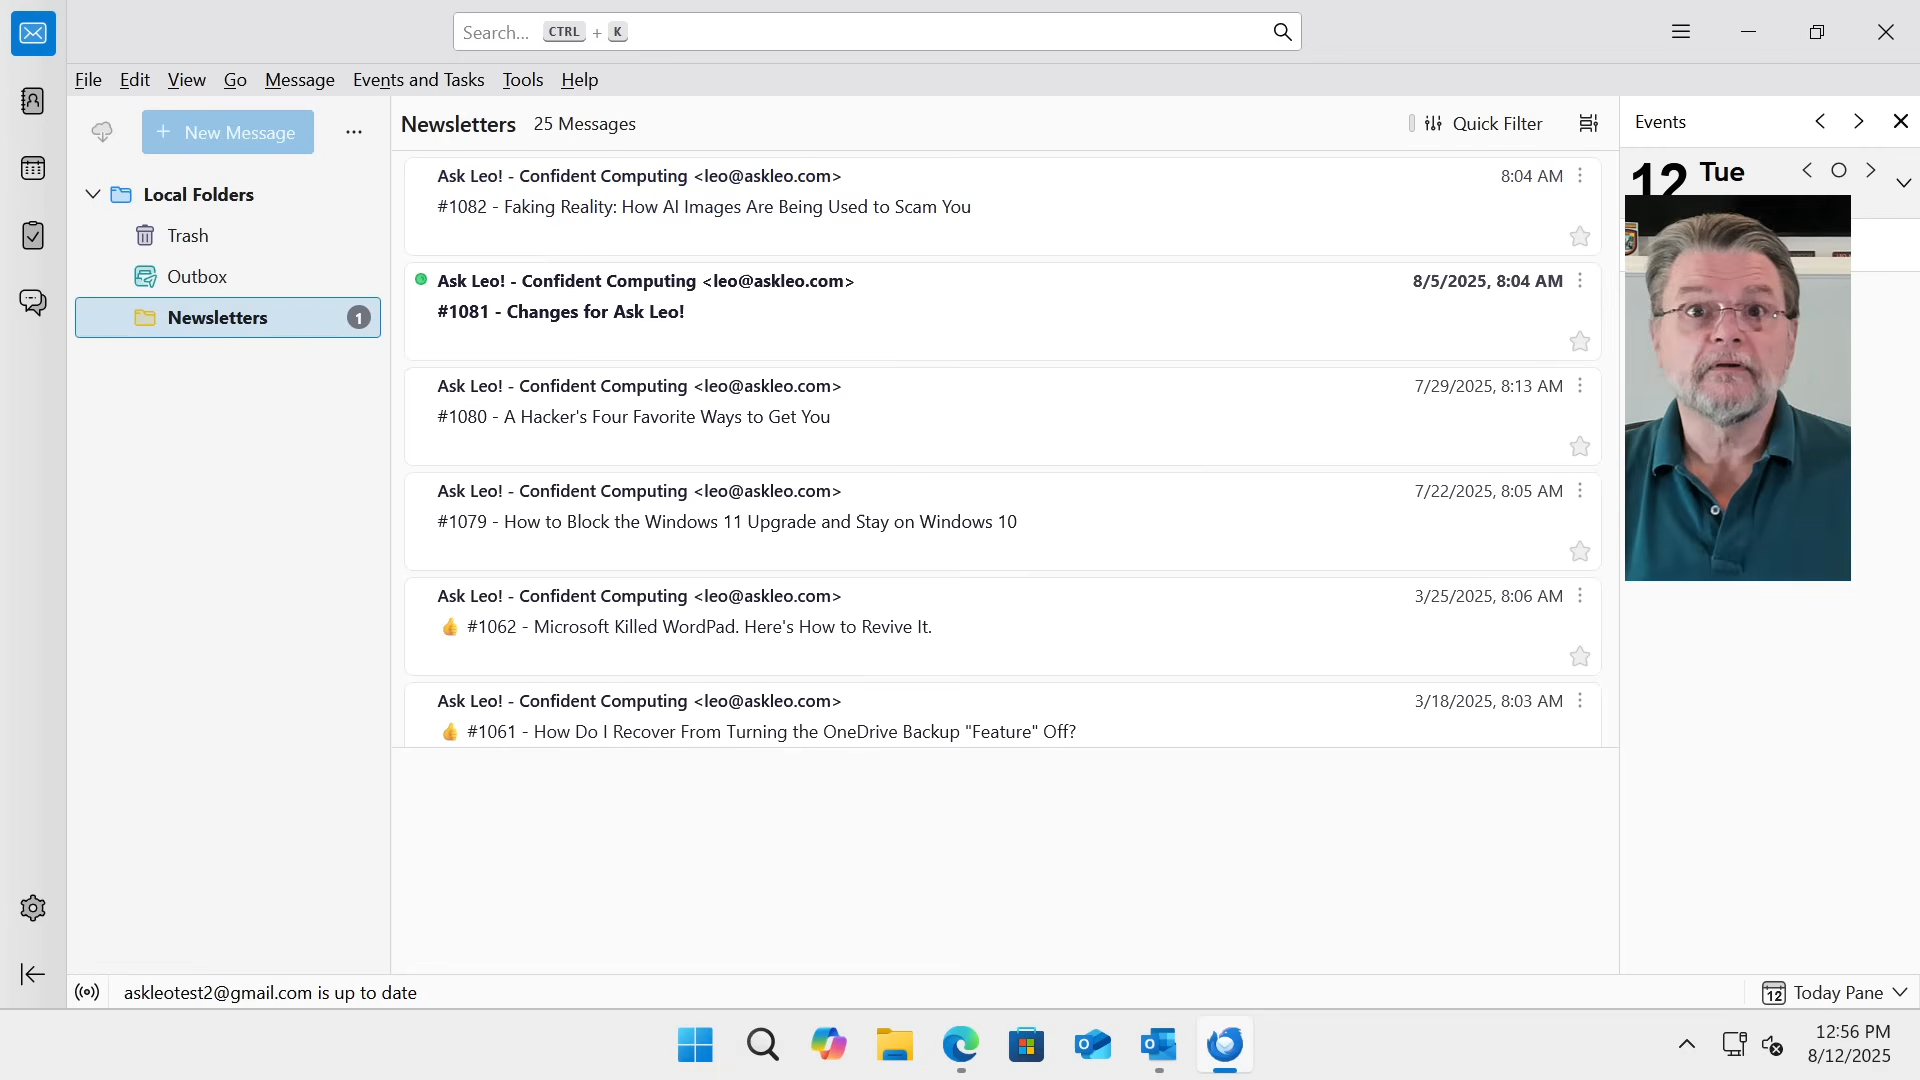 Search... CTRL + K
File Edit View Go Message Events and Tasks Tools Help
+ New Message
Local Folders
Trash
Outbox
Newsletters 1
Newsletters 25 Messages
Quick Filter
Ask Leo! - Confident Computing <leo@askleo.com> 8:04 AM
#1082 - Faking Reality: How AI Images Are Being Used to Scam You
Ask Leo! - Confident Computing <leo@askleo.com> 8/5/2025, 8:04 AM
#1081 - Changes for Ask Leo!
Ask Leo! - Confident Computing <leo@askleo.com> 7/29/2025, 8:13 AM
#1080 - A Hacker's Four Favorite Ways to Get You
Ask Leo! - Confident Computing <leo@askleo.com> 7/22/2025, 8:05 AM
#1079 - How to Block the Windows 11 Upgrade and Stay on Windows 10
Ask Leo! - Confident Computing <leo@askleo.com> 3/25/2025, 8:06 AM
👍 #1062 - Microsoft Killed WordPad. Here's How to Revive It.
Ask Leo! - Confident Computing <leo@askleo.com> 3/18/2025, 8:03 AM
👍 #1061 - How Do I Recover From Turning the OneDrive Backup "Feature" Off?
Events
12 Tue
askleotest2@gmail.com is up to date
12 Today Pane
12:56 PM
8/12/2025